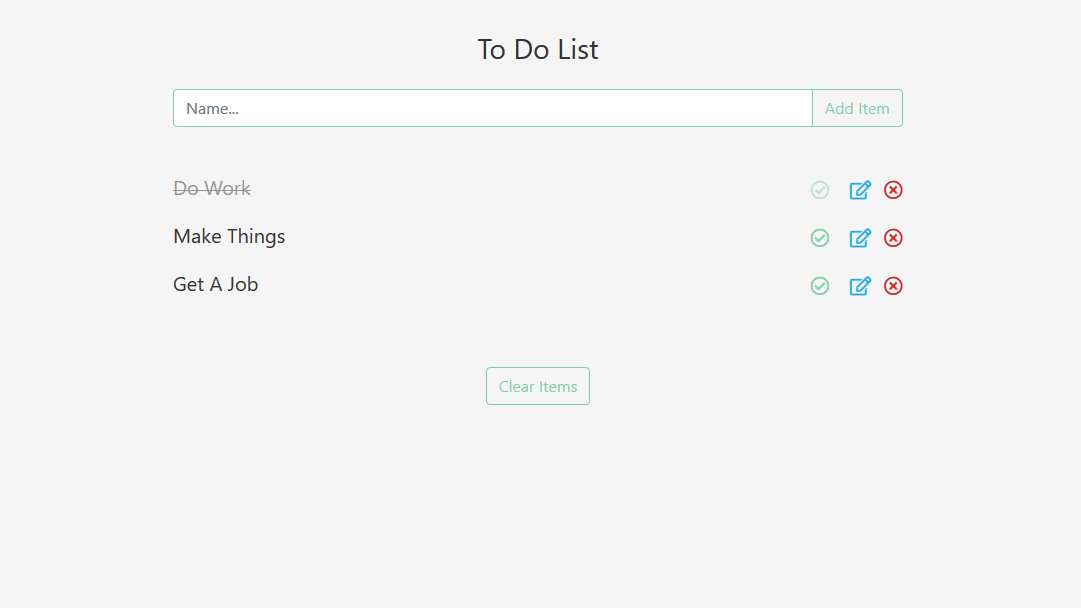 To Do List
Name... Add Item
Do Work
Make Things
Get A Job
Clear Items